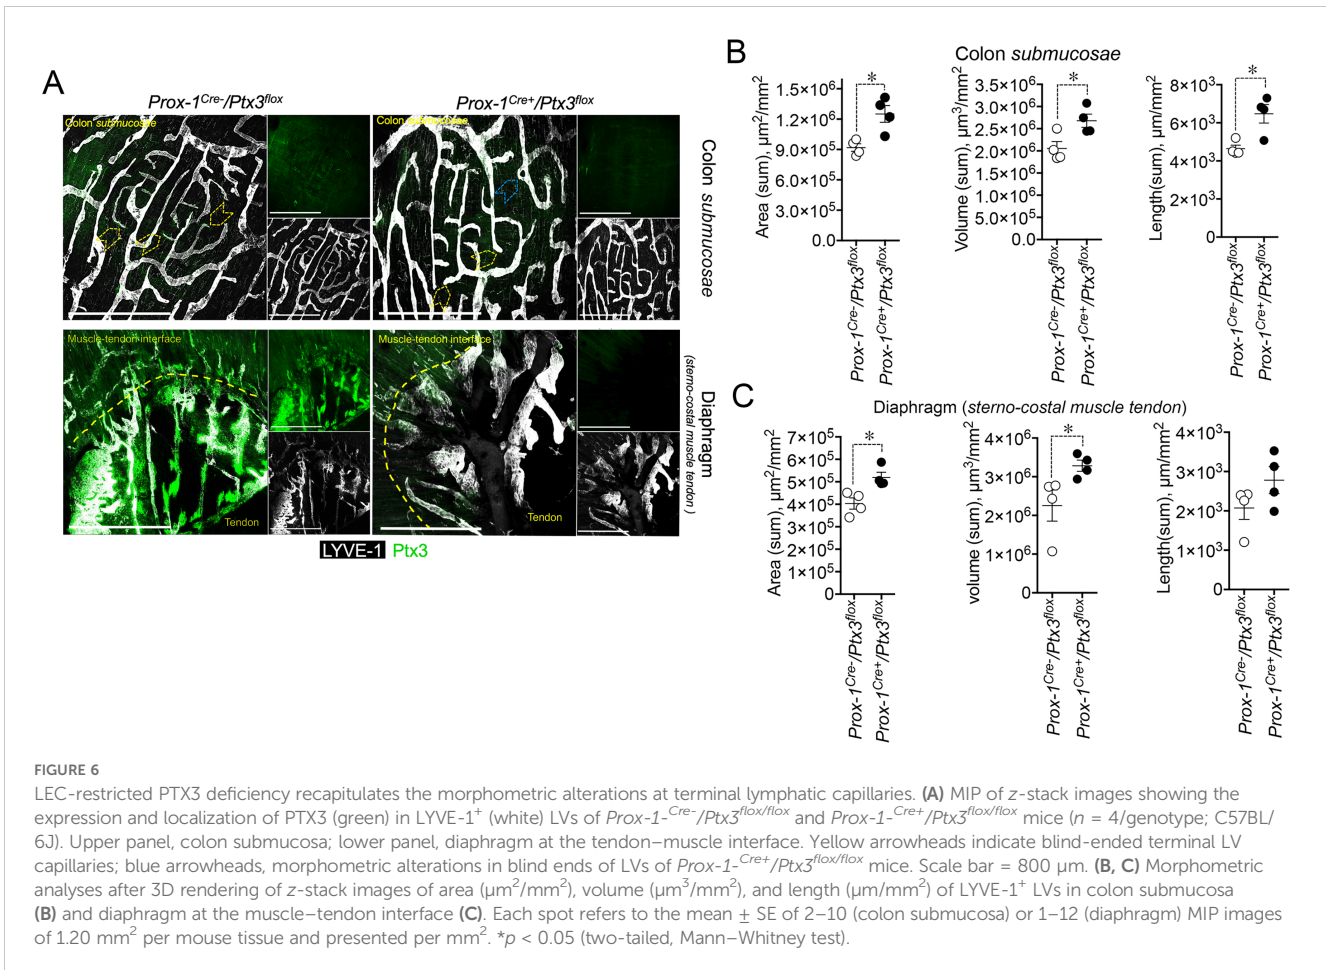 A
Prox-1Cre-/Ptx3flox
Prox-1Cre+/Ptx3flox
Colon submucosae
Colon submucosae
Colon submucosae
Muscle-tendon interface
Tendon
Muscle-tendon interface
Tendon
Diaphragm
(sterno-costal muscle tendon)
LYVE-1 Ptx3
B
Colon submucosae
Area (sum), µm2/mm2
1.5×10⁶
1.2×10⁶
9.0×10⁵
6.0×10⁵
3.0×10⁵
0.0
*
Prox-1Cre-/Ptx3flox
Prox-1Cre+/Ptx3flox
Volume (sum), µm3/mm2
3.5×10⁶
3.0×10⁶
2.5×10⁶
2.0×10⁶
1.5×10⁶
1.0×10⁶
5.0×10⁵
0.0
*
Prox-1Cre-/Ptx3flox
Prox-1Cre+/Ptx3flox
Length(sum), µm/mm2
8×10³
6×10³
4×10³
2×10³
0
*
Prox-1Cre-/Ptx3flox
Prox-1Cre+/Ptx3flox
C
Diaphragm (sterno-costal muscle tendon)
Area (sum), µm2/mm2
7×10⁵
6×10⁵
5×10⁵
4×10⁵
3×10⁵
2×10⁵
1×10⁵
0
*
Prox-1Cre-/Ptx3flox
Prox-1Cre+/Ptx3flox
volume (sum), µm3/mm2
4×10⁶
3×10⁶
2×10⁶
1×10⁶
0
*
Prox-1Cre-/Ptx3flox
Prox-1Cre+/Ptx3flox
Length(sum), µm/mm2
4×10³
3×10³
2×10³
1×10³
0
Prox-1Cre-/Ptx3flox
Prox-1Cre+/Ptx3flox
FIGURE 6
LEC-restricted PTX3 deficiency recapitulates the morphometric alterations at terminal lymphatic capillaries. (A) MIP of z-stack images showing the
expression and localization of PTX3 (green) in LYVE-1+ (white) LVs of Prox-1-Cre-/Ptx3flox/flox and Prox-1-Cre+/Ptx3flox/flox mice (n = 4/genotype; C57BL/
6J). Upper panel, colon submucosa; lower panel, diaphragm at the tendon–muscle interface. Yellow arrowheads indicate blind-ended terminal LV
capillaries; blue arrowheads, morphometric alterations in blind ends of LVs of Prox-1-Cre+/Ptx3flox/flox mice. Scale bar = 800 µm. (B, C) Morphometric
analyses after 3D rendering of z-stack images of area (µm2/mm2), volume (µm3/mm2), and length (µm/mm2) of LYVE-1+ LVs in colon submucosa
(B) and diaphragm at the muscle–tendon interface (C). Each spot refers to the mean ± SE of 2–10 (colon submucosa) or 1–12 (diaphragm) MIP images
of 1.20 mm2 per mouse tissue and presented per mm2. *p < 0.05 (two-tailed, Mann–Whitney test).